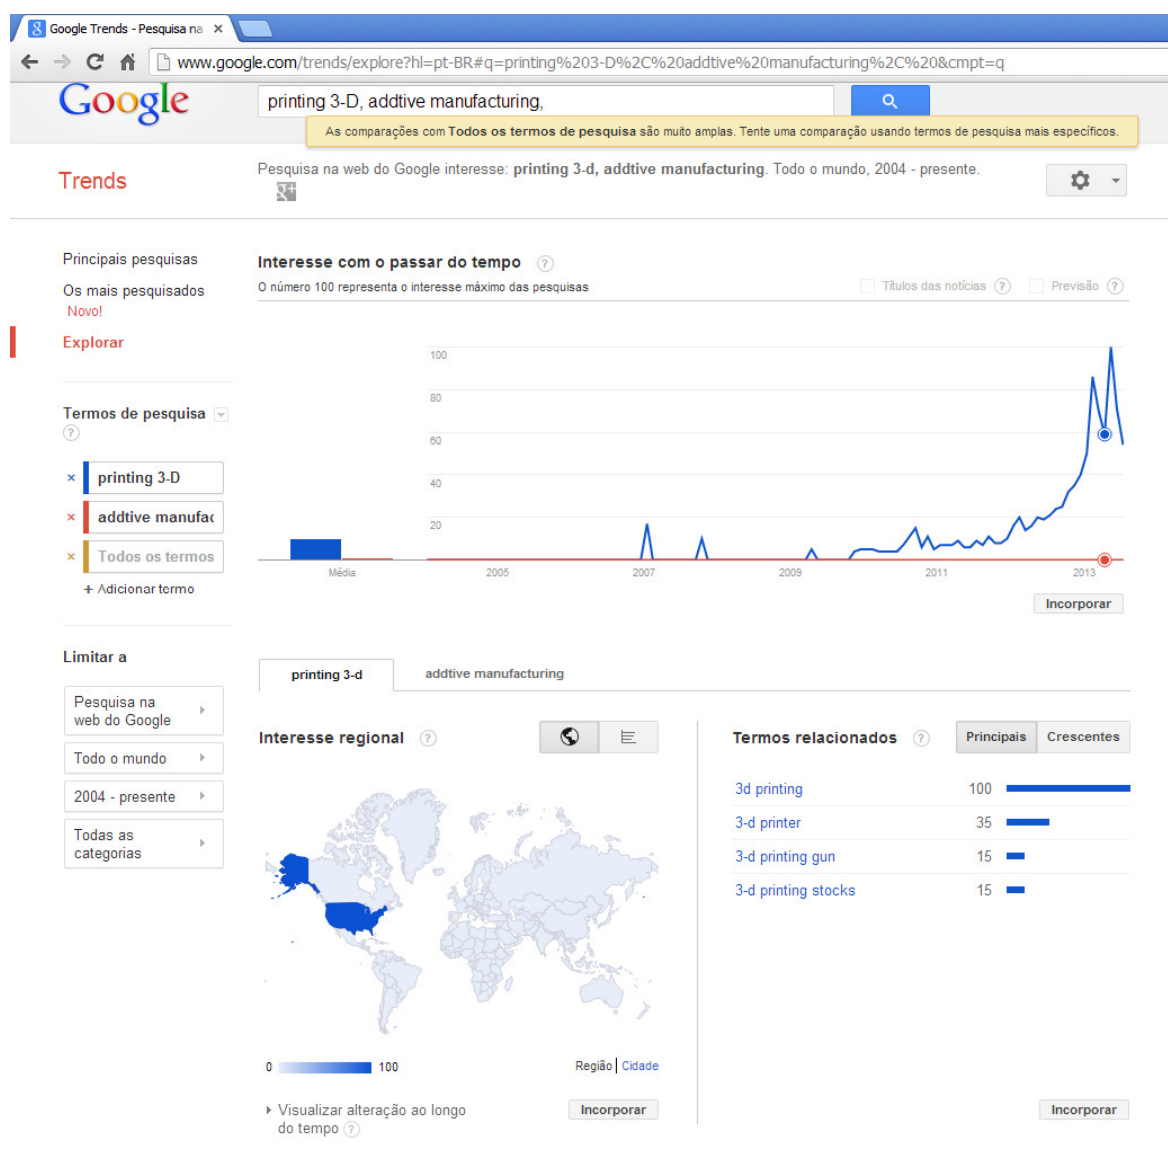 Google Trends - Pesquisa na
www.google.com/trends/explore?hl=pt-BR#q=printing%203-D%2C%20addtive%20manufacturing%2C%20&cmpt=q
Google
printing 3-D, addtive manufacturing,
As comparações com Todos os termos de pesquisa são muito amplas. Tente uma comparação usando termos de pesquisa mais específicos.
Trends
Pesquisa na web do Google interesse: printing 3-d, addtive manufacturing. Todo o mundo, 2004 - presente.
g+
Principais pesquisas
Os mais pesquisados
Novo!
Explorar
Interesse com o passar do tempo ?
O número 100 representa o interesse máximo das pesquisas
Títulos das notícias ? Previsão ?
100
80
60
40
20
Média 2005 2007 2009 2011 2013
Incorporar
Termos de pesquisa
?
× printing 3-D
× addtive manufac
× Todos os termos
+ Adicionar termo
Limitar a
Pesquisa na
web do Google
Todo o mundo
2004 - presente
Todas as
categorias
printing 3-d addtive manufacturing
Interesse regional ?
0 100
Região | Cidade
Visualizar alteração ao longo
do tempo ?
Incorporar
Termos relacionados ? Principais Crescentes
3d printing 100
3-d printer 35
3-d printing gun 15
3-d printing stocks 15
Incorporar